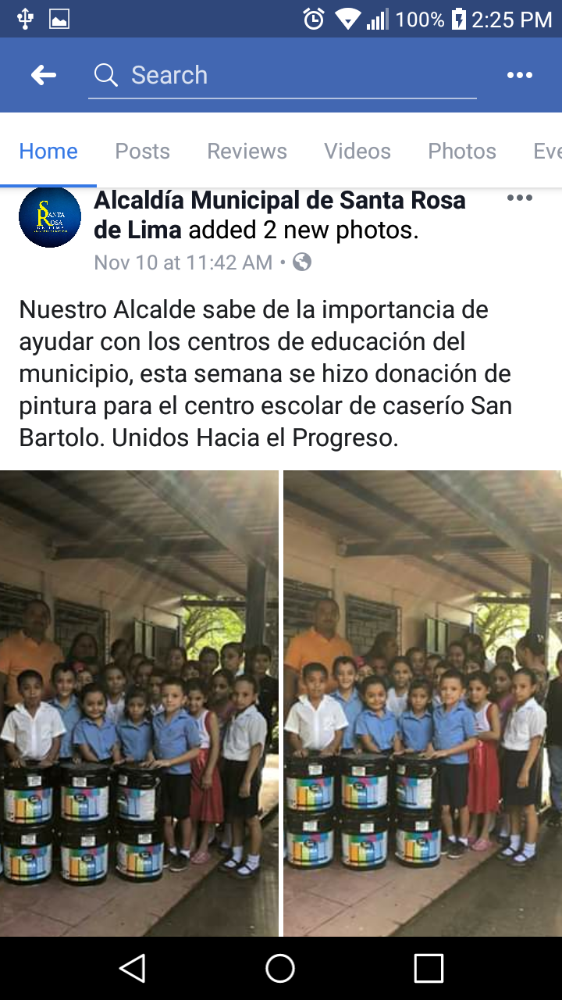 100% 2:25 PM
Search
Home Posts Reviews Videos Photos Eve
Alcaldía Municipal de Santa Rosa
de Lima added 2 new photos.
Nov 10 at 11:42 AM
Nuestro Alcalde sabe de la importancia de
ayudar con los centros de educación del
municipio, esta semana se hizo donación de
pintura para el centro escolar de caserío San
Bartolo. Unidos Hacia el Progreso.
SANTA
ROSA
DE LIMA